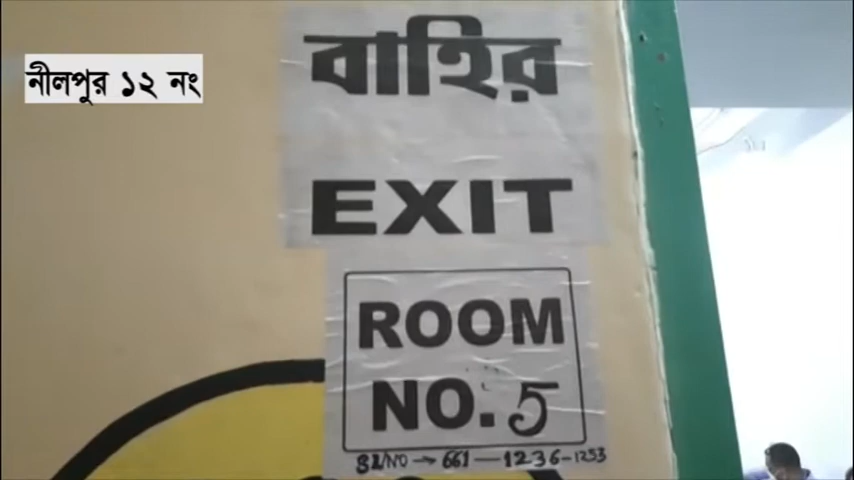 নীলপুর ১২ নং
বাহির
EXIT
ROOM
NO. 5
SL/NO → 661 — 1236-1253